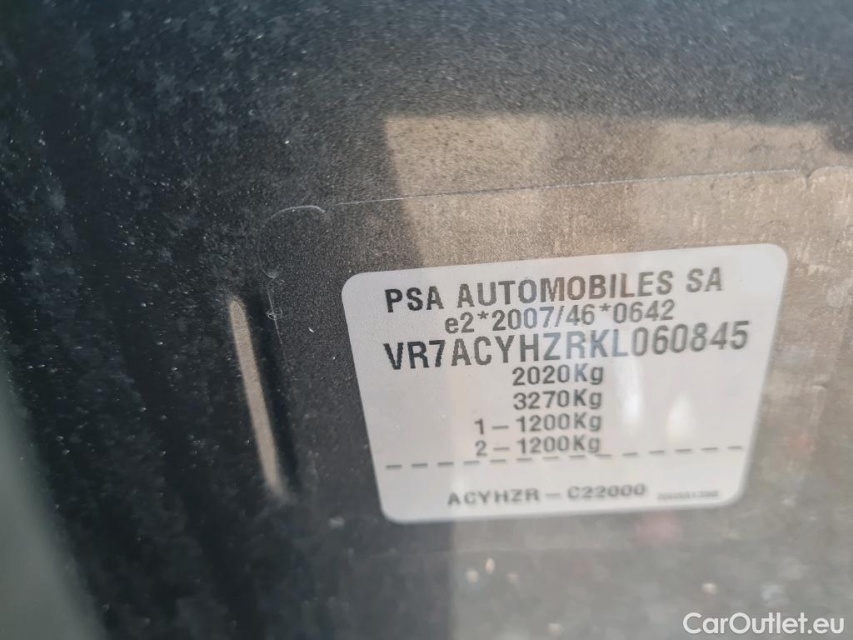 PSA AUTOMOBILES SA
e2*2007/46*0642
VR7ACYHZRKL060845
2020Kg
3270Kg
1-1200Kg
2-1200Kg
ACYHZR-C22000
CarOutlet.eu